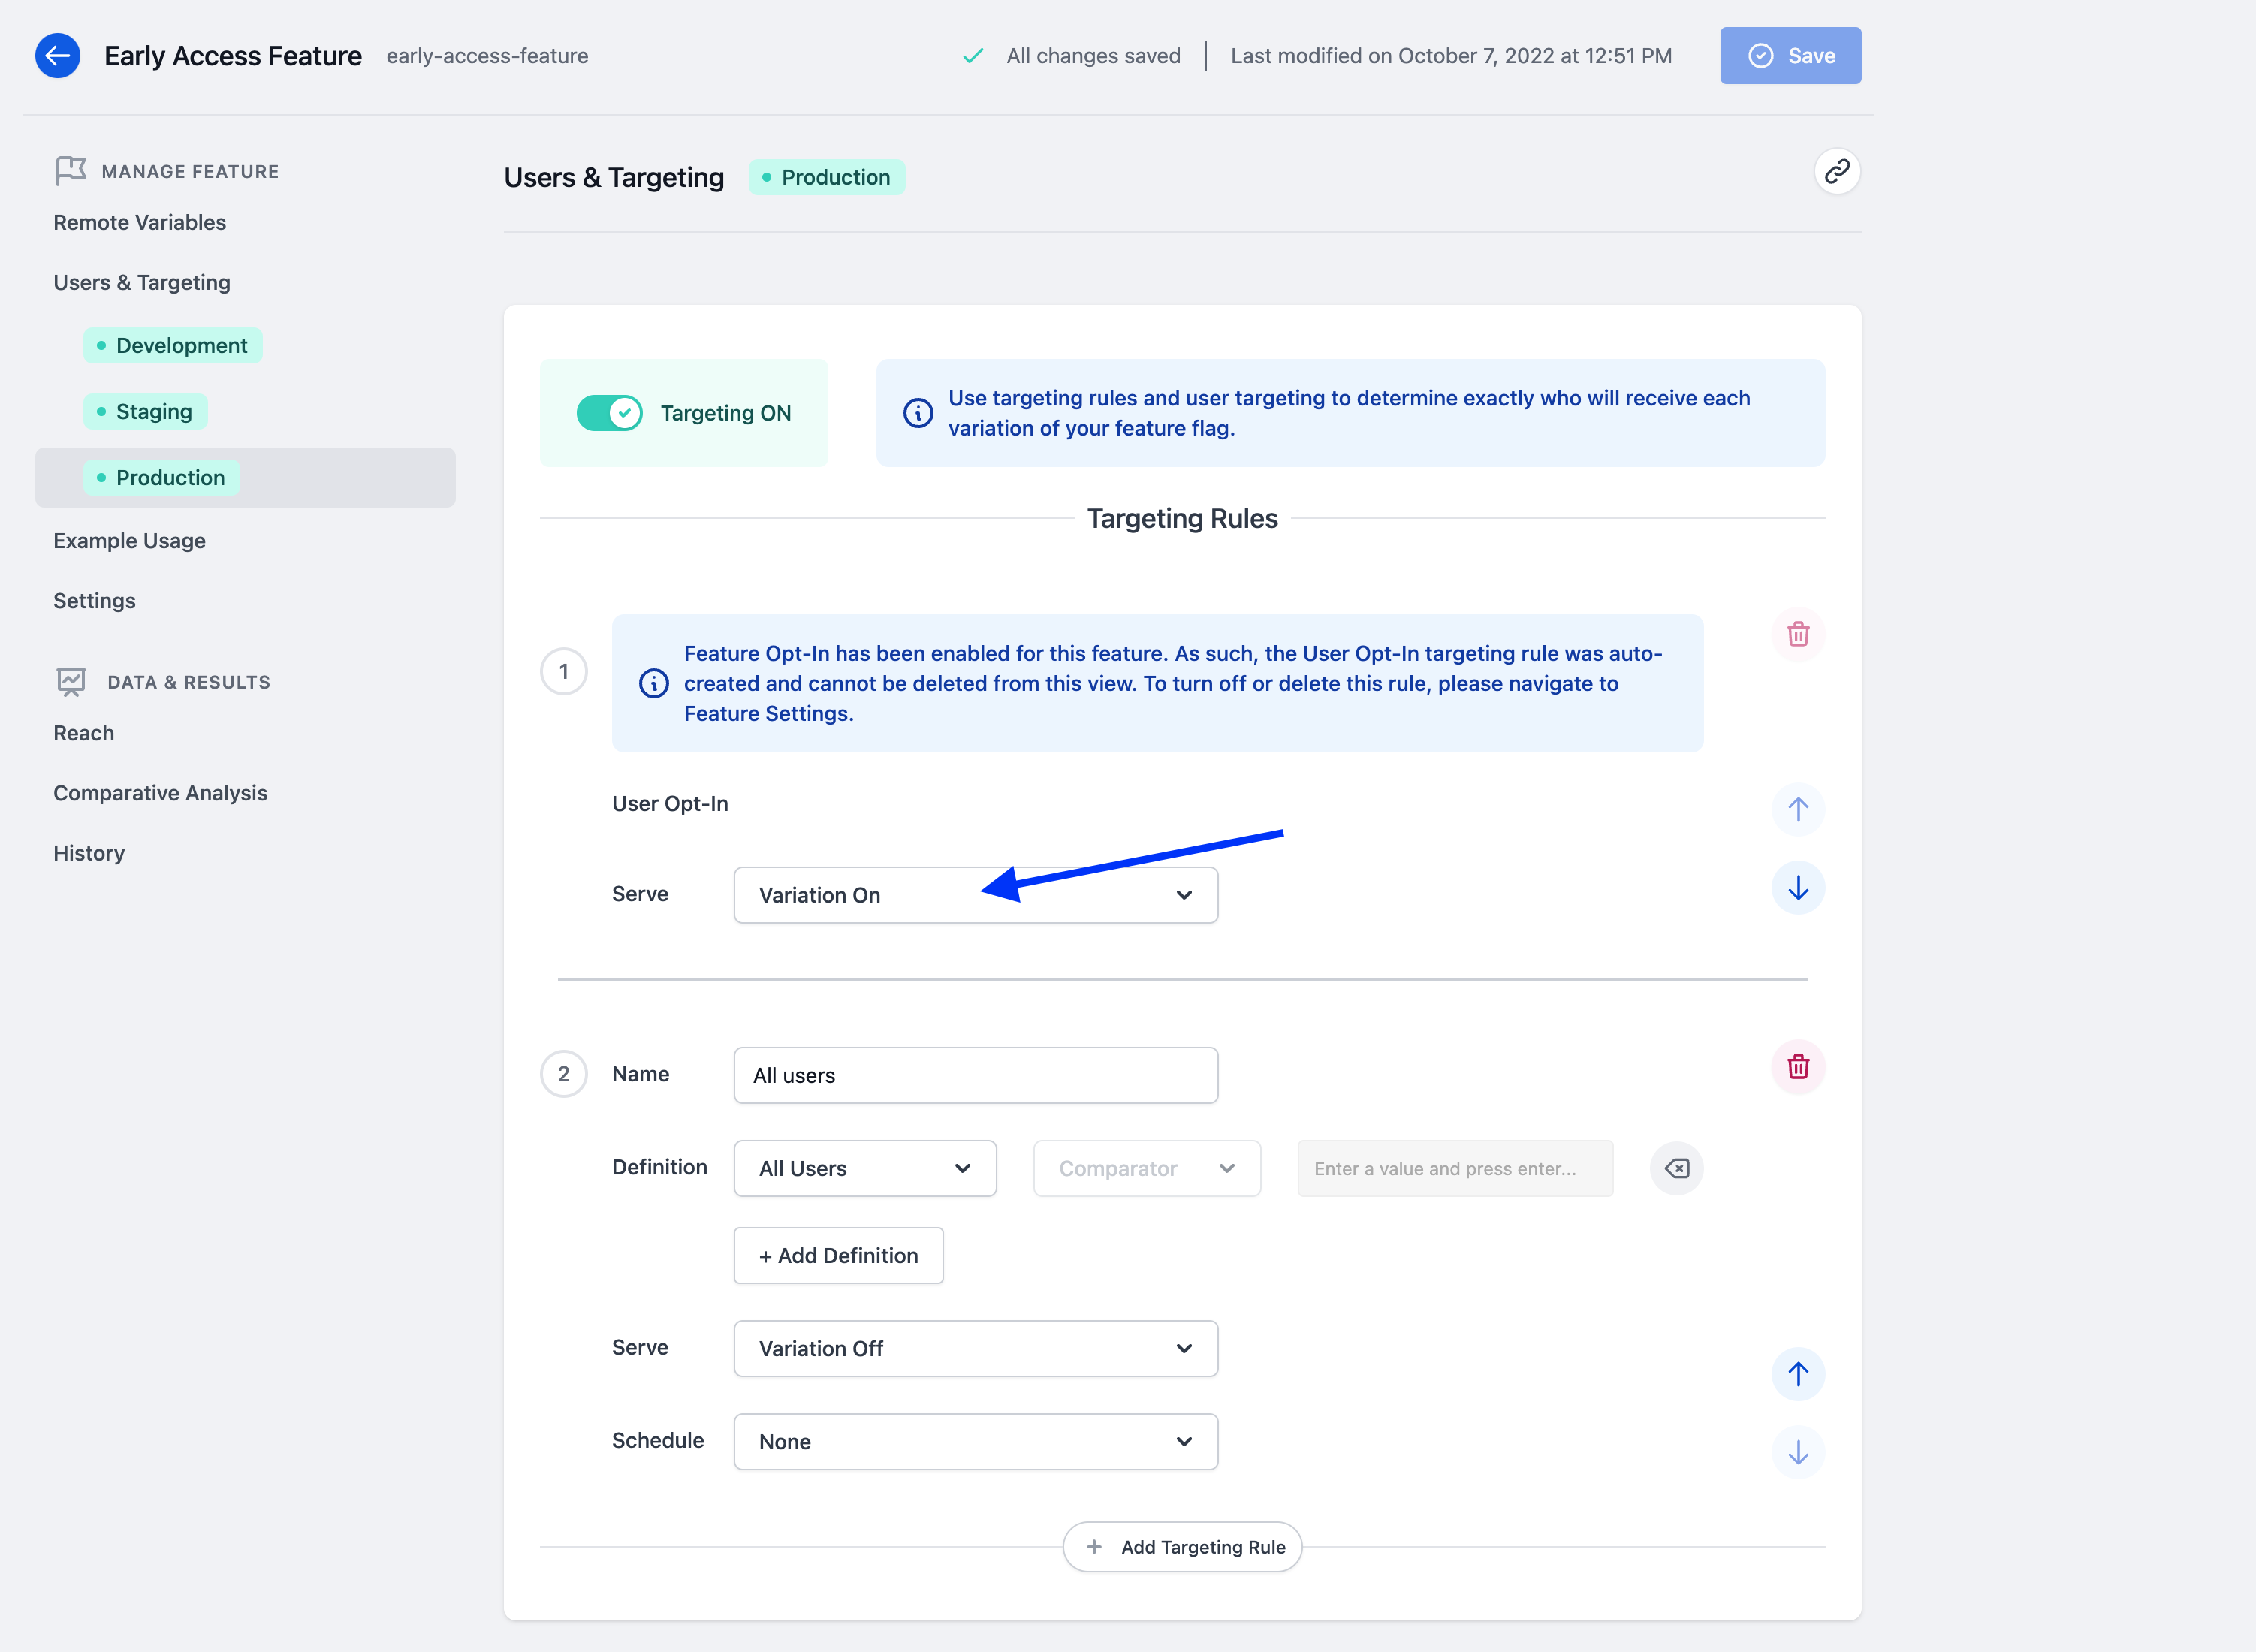 Early Access Feature early-access-feature All changes saved Last modified on October 7, 2022 at 12:51 PM Save
MANAGE FEATURE
Remote Variables
Users & Targeting
Development
Staging
Production
Example Usage
Settings
DATA & RESULTS
Reach
Comparative Analysis
History
Users & Targeting Production
Targeting ON
Use targeting rules and user targeting to determine exactly who will receive each
variation of your feature flag.
Targeting Rules
1
Feature Opt-In has been enabled for this feature. As such, the User Opt-In targeting rule was auto-
created and cannot be deleted from this view. To turn off or delete this rule, please navigate to
Feature Settings.
User Opt-In
Serve Variation On
2 Name All users
Definition All Users Comparator Enter a value and press enter...
+ Add Definition
Serve Variation Off
Schedule None
+ Add Targeting Rule